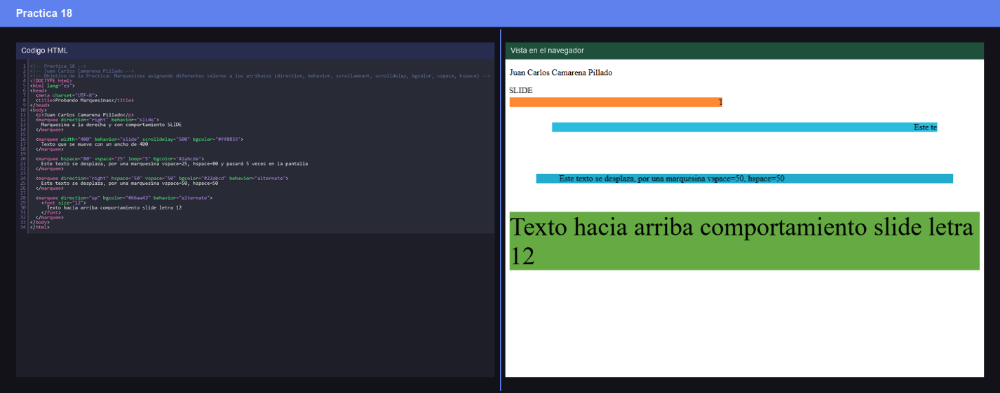 Practica 18
Codigo HTML
1 <!-- Practica 18 -->
2 <!-- Juan Carlos Camarena Pillado -->
3 <!-- Objetivo de la Practica: Marquesinas asignando diferentes valores a los atributos (direction, behavior, scrollamount, scrolldelay, bgcolor, vspace, hspace) -->
4 <!DOCTYPE html>
5 <html lang="es">
6 <head>
7 <meta charset="UTF-8">
8 <title>Probando Marquesinas</title>
9 </head>
10 <body>
11 <p>Juan Carlos Camarena Pillado</p>
12 <marquee direction="right" behavior="slide">
13 Marquesina a la derecha y con comportamiento SLIDE
14 </marquee>
15
16 <marquee width="400" behavior="slide" scrolldelay="500" bgcolor="#ff8833">
17 Texto que se mueve con un ancho de 400
18 </marquee>
19
20 <marquee hspace="80" vspace="25" loop="5" bgcolor="#2abcde">
21 Este texto se desplaza, por una marquesina vspace=25, hspace=80 y pasará 5 veces en la pantalla
22 </marquee>
23
24 <marquee direction="right" hspace="50" vspace="50" bgcolor="#22abcd" behavior="alternate">
25 Este texto se desplaza, por una marquesina vspace=50, hspace=50
26 </marquee>
27
28 <marquee direction="up" bgcolor="#66aa43" behavior="alternate">
29 <font size="12">
30 Texto hacia arriba comportamiento slide letra 12
31 </font>
32 </marquee>
33 </body>
34 </html>
Vista en el navegador
Juan Carlos Camarena Pillado
SLIDE
T
Este te
Este texto se desplaza, por una marquesina vspace=50, hspace=50
Texto hacia arriba comportamiento slide letra
12